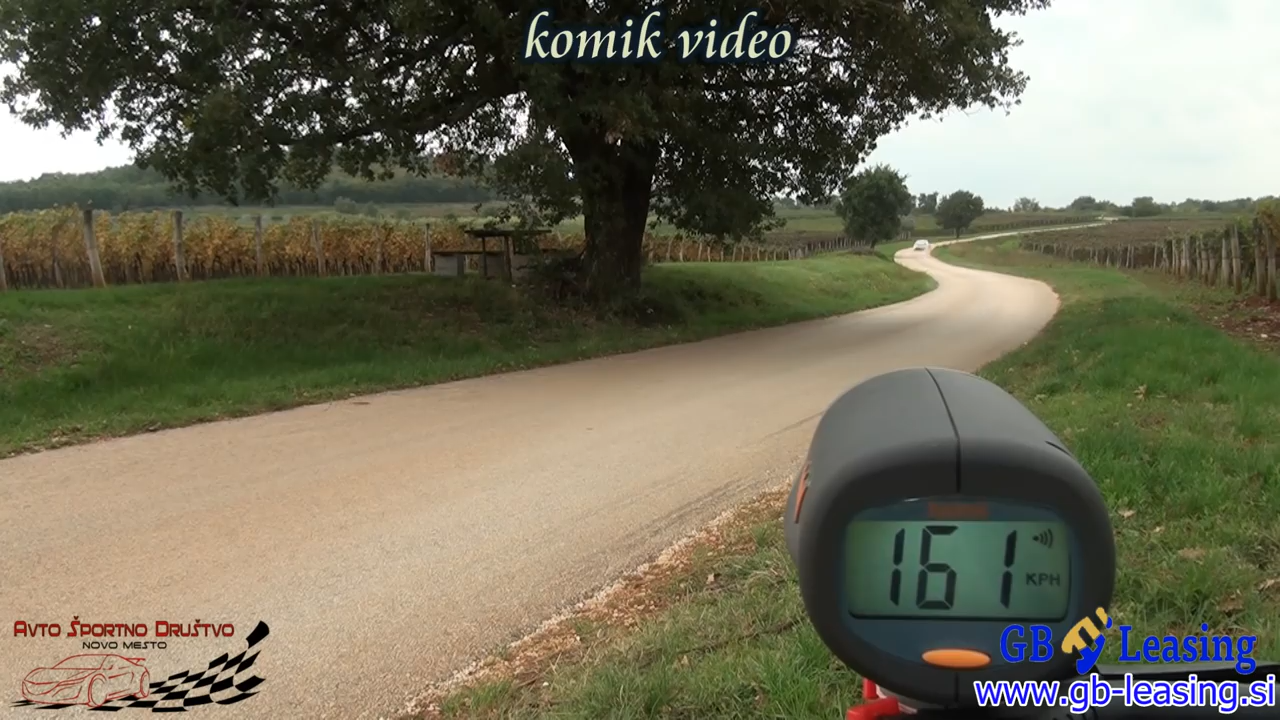 komik video
161
KPH
AVTO ŠPORTNO DRUŠTVO
NOVO MESTO
GB Leasing
www.gb-leasing.si